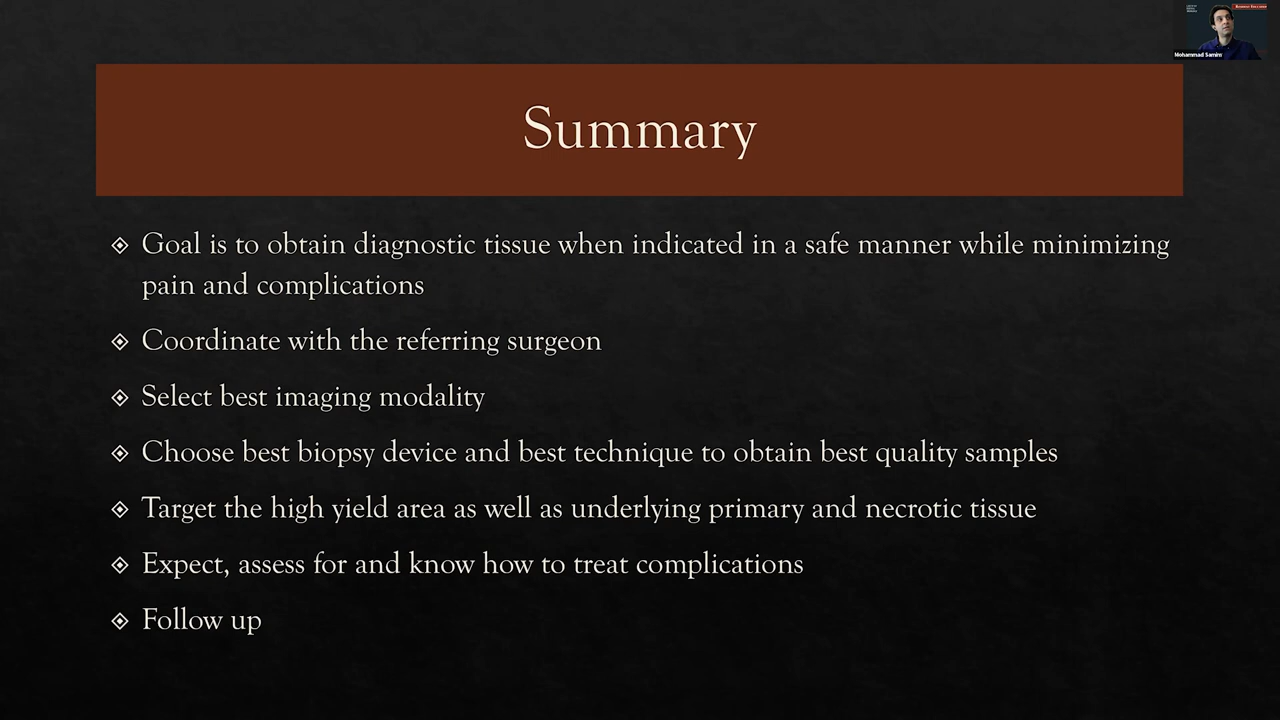 Mohammad Samim
Summary
Goal is to obtain diagnostic tissue when indicated in a safe manner while minimizing
pain and complications
Coordinate with the referring surgeon
Select best imaging modality
Choose best biopsy device and best technique to obtain best quality samples
Target the high yield area as well as underlying primary and necrotic tissue
Expect, assess for and know how to treat complications
Follow up